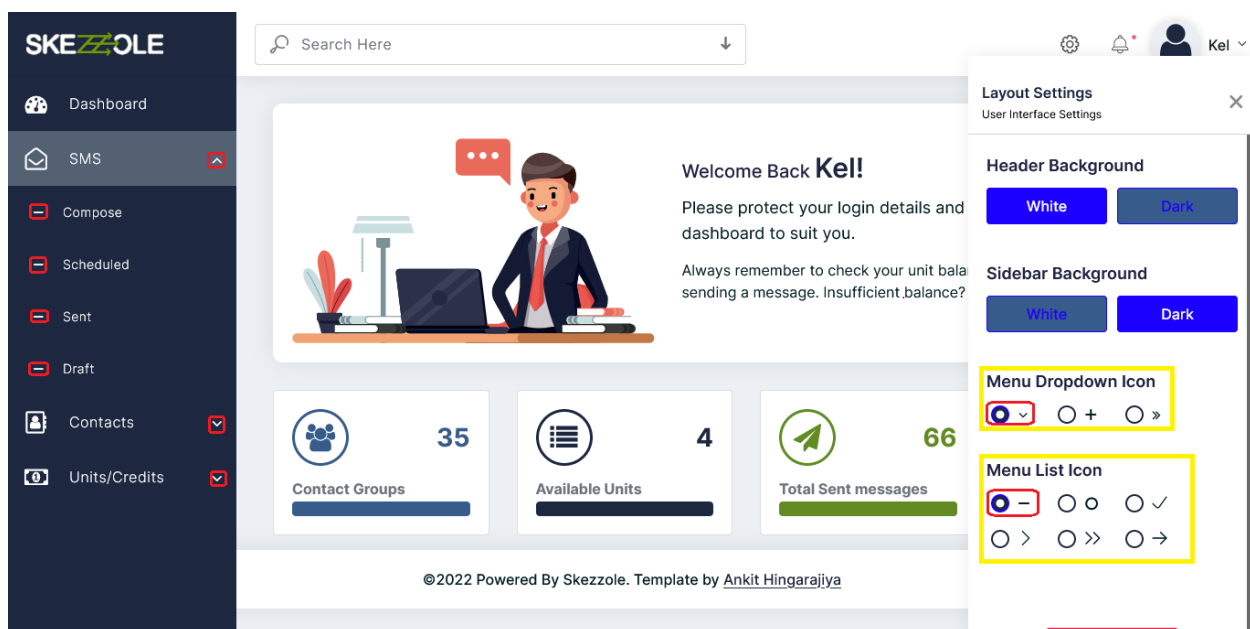 SKEZZOLE
Search Here
Kel
Dashboard
SMS
Compose
Scheduled
Sent
Draft
Contacts
Units/Credits
Welcome Back Kel!
Please protect your login details and
dashboard to suit you.
Always remember to check your unit bala
sending a message. Insufficient balance?
35
Contact Groups
4
Available Units
66
Total Sent messages
©2022 Powered By Skezzole. Template by Ankit Hingarajiya
Layout Settings
User Interface Settings
Header Background
White Dark
Sidebar Background
White Dark
Menu Dropdown Icon
Menu List Icon